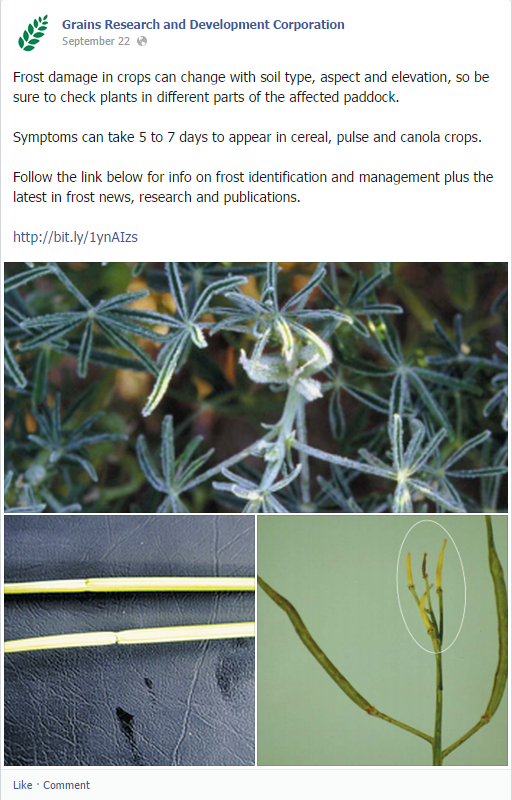 Grains Research and Development Corporation
September 22
Frost damage in crops can change with soil type, aspect and elevation, so be
sure to check plants in different parts of the affected paddock.
Symptoms can take 5 to 7 days to appear in cereal, pulse and canola crops.
Follow the link below for info on frost identification and management plus the
latest in frost news, research and publications.
http://bit.ly/1ynAIzs
Like · Comment